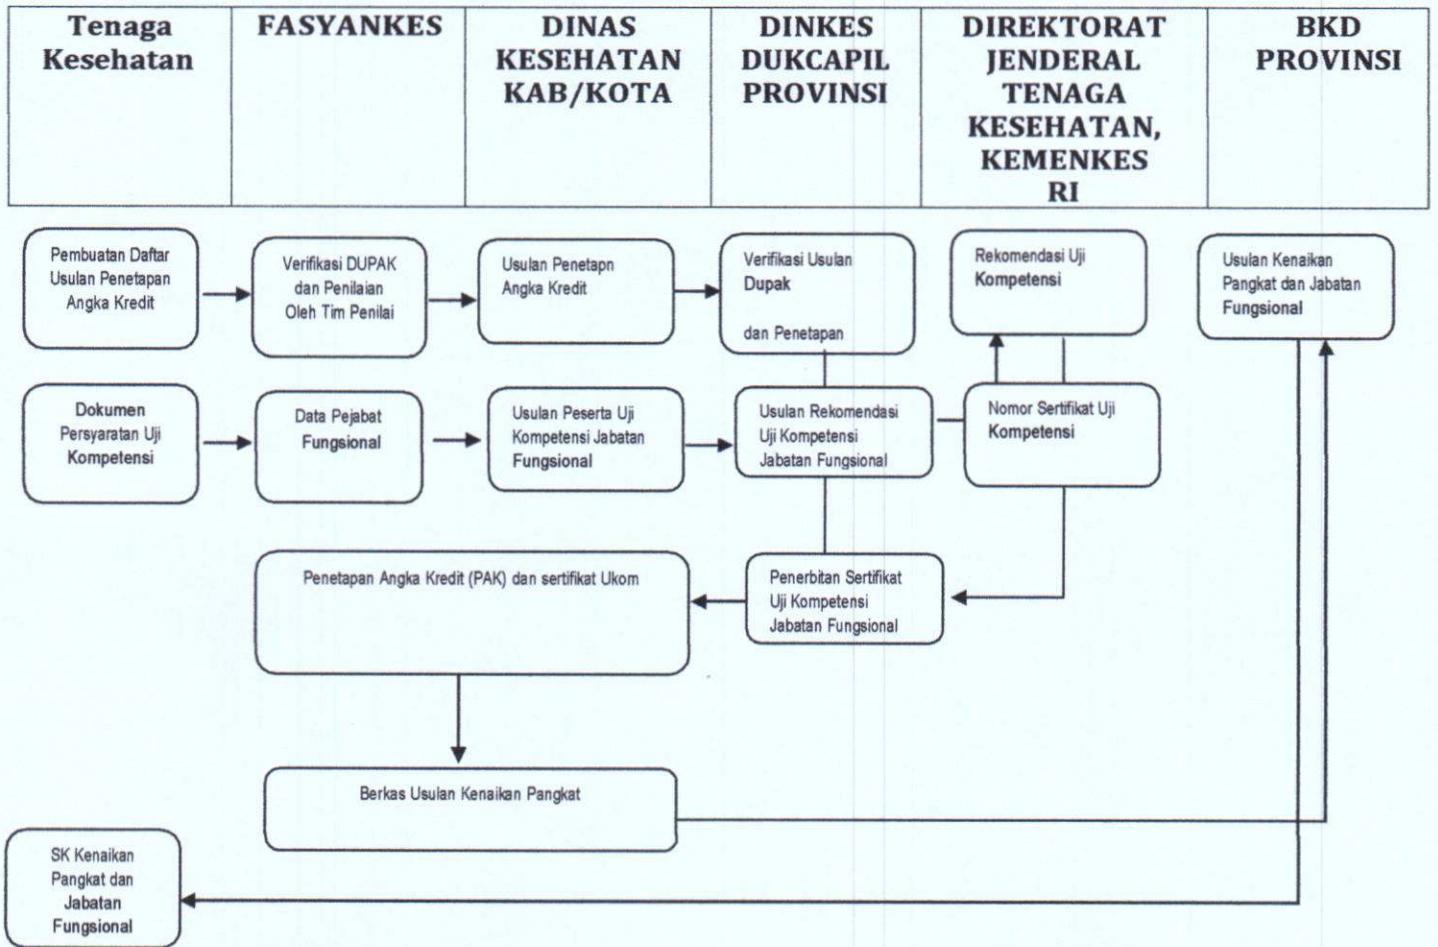 Tenaga
Kesehatan
FASYANKES
DINAS
KESEHATAN
KAB/KOTA
DINKES
DUKCAPIL
PROVINSI
DIREKTORAT
JENDERAL
TENAGA
KESEHATAN,
KEMENKES
RI
BKD
PROVINSI
Pembuatan Daftar
Usulan Penetapan
Angka Kredit
Verifikasi DUPAK
dan Penilaian
Oleh Tim Penilai
Usulan Penetapn
Angka Kredit
Verifikasi Usulan
Dupak
dan Penetapan
Rekomendasi Uji
Kompetensi
Usulan Kenaikan
Pangkat dan Jabatan
Fungsional
Dokumen
Persyaratan Uji
Kompetensi
Data Pejabat
Fungsional
Usulan Peserta Uji
Kompetensi Jabatan
Fungsional
Usulan Rekomendasi
Uji Kompetensi
Jabatan Fungsional
Nomor Sertifikat Uji
Kompetensi
Penetapan Angka Kredit (PAK) dan sertifikat Ukom
Penerbitan Sertifikat
Uji Kompetensi
Jabatan Fungsional
Berkas Usulan Kenaikan Pangkat
SK Kenaikan
Pangkat dan
Jabatan
Fungsional